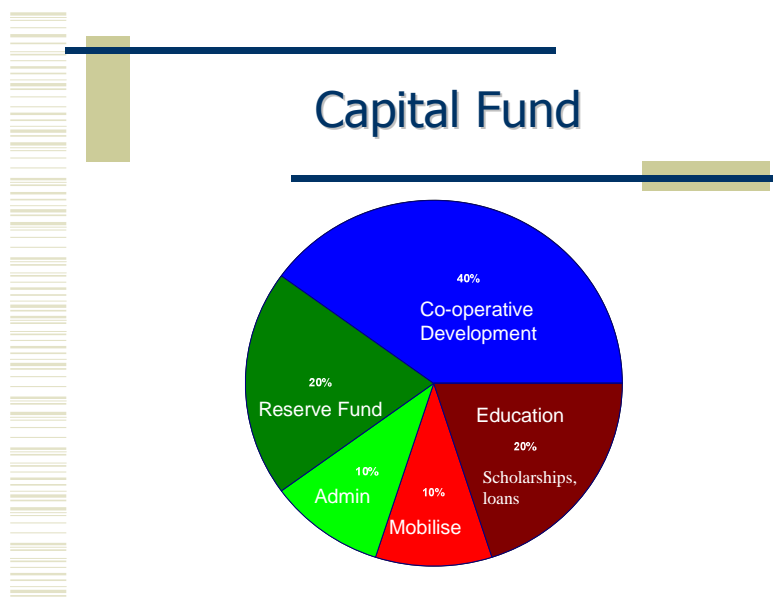 Capital Fund
40%
Co-operative
Development
20%
Reserve Fund
Education
20%
Scholarships,
loans
10%
Admin
10%
Mobilise